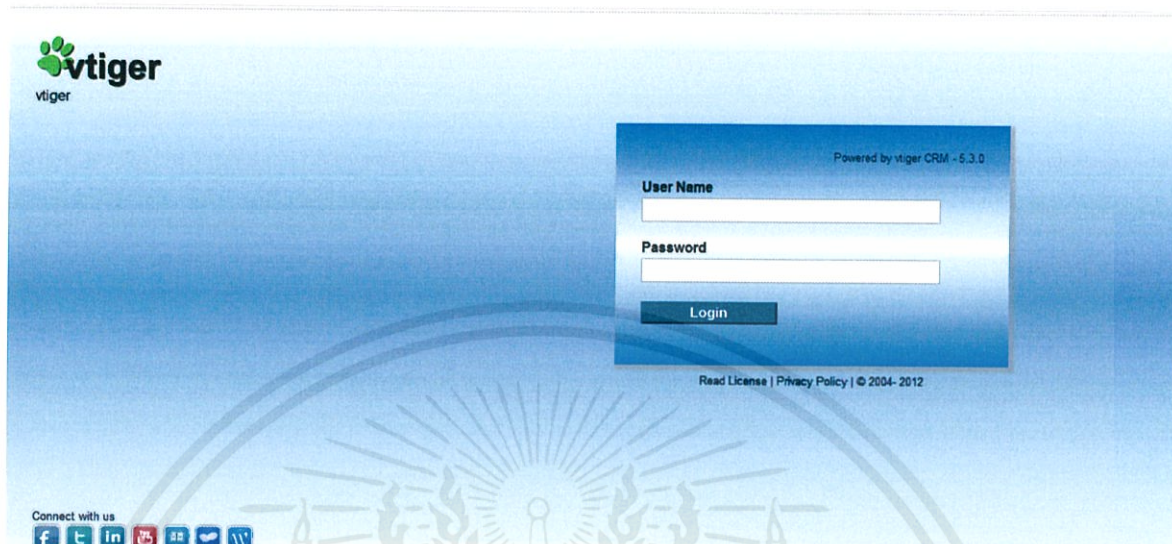 vtiger
vtiger
Powered by vtiger CRM - 5.3.0
User Name
Password
Login
Read License | Privacy Policy | © 2004- 2012
Connect with us
f t in